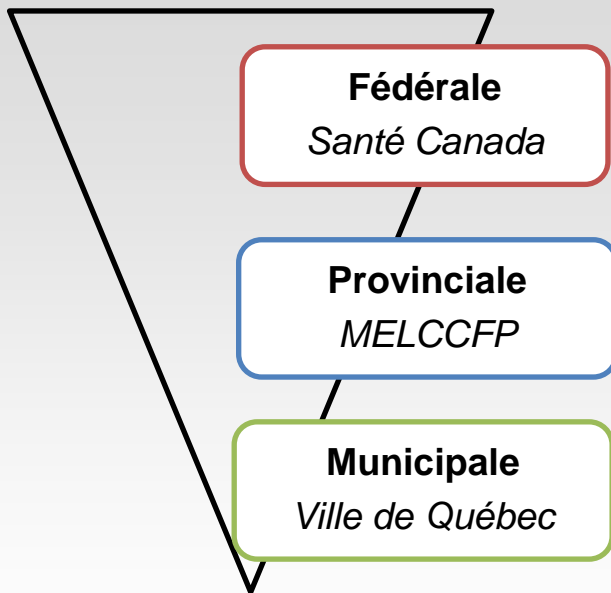 Fédérale
Santé Canada
Provinciale
MELCCFP
Municipale
Ville de Québec